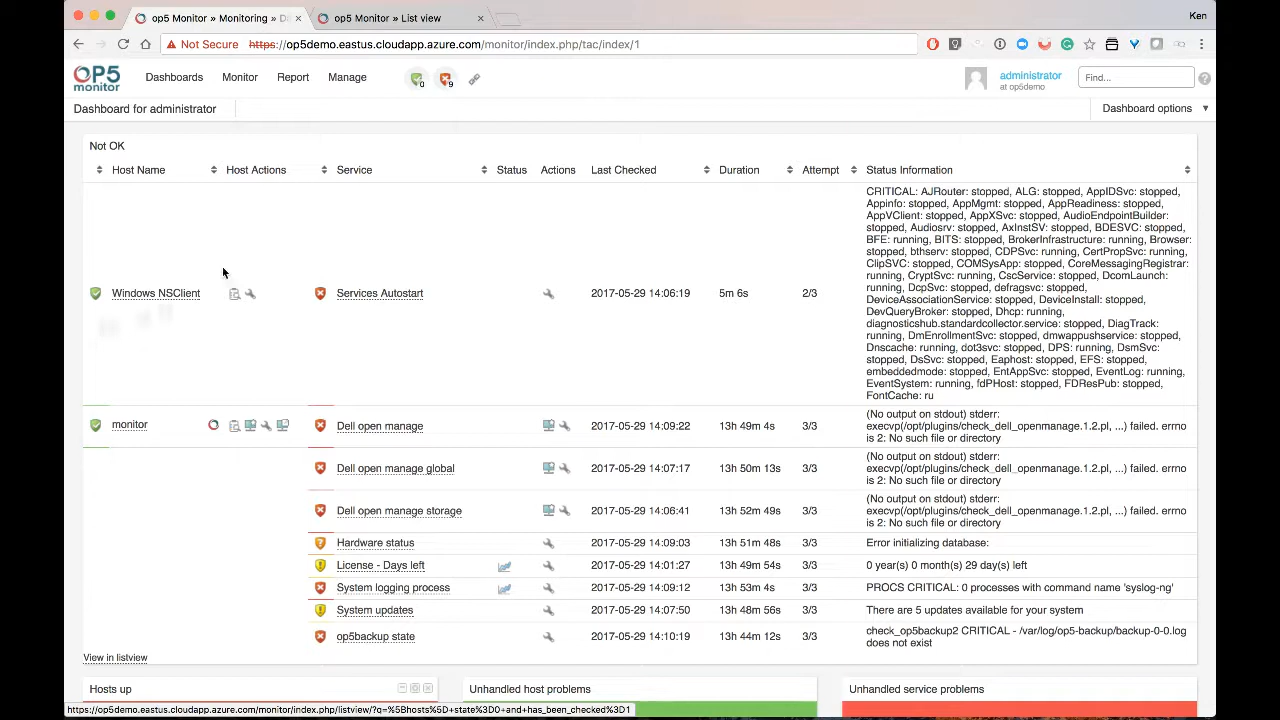 op5 Monitor » Monitoring » D
op5 Monitor » List view
Ken
Not Secure https://op5demo.eastus.cloudapp.azure.com/monitor/index.php/tac/index/1
OP5 monitor
Dashboards Monitor Report Manage 0 9
administrator
at op5demo
Find...
Dashboard for administrator
Dashboard options
Not OK
Host Name Host Actions Service Status Actions Last Checked Duration Attempt Status Information
Windows NSClient Services Autostart 2017-05-29 14:06:19 5m 6s 2/3
CRITICAL: AJRouter: stopped, ALG: stopped, AppIDSvc: stopped,
Appinfo: stopped, AppMgmt: stopped, AppReadiness: stopped,
AppVClient: stopped, AppXSvc: stopped, AudioEndpointBuilder:
stopped, Audiosrv: stopped, AxInstSV: stopped, BDESVC: stopped,
BFE: running, BITS: stopped, BrokerInfrastructure: running, Browser:
stopped, bthserv: stopped, CDPSvc: running, CertPropSvc: running,
ClipSVC: stopped, COMSysApp: stopped, CoreMessagingRegistrar:
running, CryptSvc: running, CscService: stopped, DcomLaunch:
running, DcpSvc: stopped, defragsvc: stopped,
DeviceAssociationService: stopped, DeviceInstall: stopped,
DevQueryBroker: stopped, Dhcp: running,
diagnosticshub.standardcollector.service: stopped, DiagTrack:
running, DmEnrollmentSvc: stopped, dmwappushservice: stopped,
Dnscache: running, dot3svc: stopped, DPS: running, DsmSvc:
stopped, DsSvc: stopped, Eaphost: stopped, EFS: stopped,
embeddedmode: stopped, EntAppSvc: stopped, EventLog: running,
EventSystem: running, fdPHost: stopped, FDResPub: stopped,
FontCache: ru
monitor Dell open manage 2017-05-29 14:09:22 13h 49m 4s 3/3
(No output on stdout) stderr:
execvp(/opt/plugins/check_dell_openmanage.1.2.pl, ...) failed. errno
is 2: No such file or directory
Dell open manage global 2017-05-29 14:07:17 13h 50m 13s 3/3
(No output on stdout) stderr:
execvp(/opt/plugins/check_dell_openmanage.1.2.pl, ...) failed. errno
is 2: No such file or directory
Dell open manage storage 2017-05-29 14:06:41 13h 52m 49s 3/3
(No output on stdout) stderr:
execvp(/opt/plugins/check_dell_openmanage.1.2.pl, ...) failed. errno
is 2: No such file or directory
Hardware status 2017-05-29 14:09:03 13h 51m 48s 3/3 Error initializing database:
License - Days left 2017-05-29 14:01:27 13h 49m 54s 3/3 0 year(s) 0 month(s) 29 day(s) left
System logging process 2017-05-29 14:09:12 13h 53m 4s 3/3 PROCS CRITICAL: 0 processes with command name 'syslog-ng'
System updates 2017-05-29 14:07:50 13h 48m 56s 3/3 There are 5 updates available for your system
op5backup state 2017-05-29 14:10:19 13h 44m 12s 3/3
check_op5backup2 CRITICAL - /var/log/op5-backup/backup-0-0.log
does not exist
View in listview
Hosts up
Unhandled host problems
Unhandled service problems
https://op5demo.eastus.cloudapp.azure.com/monitor/index.php/listview/?q=%5Bhosts%5D+state%3D0+and+has_been_checked%3D1